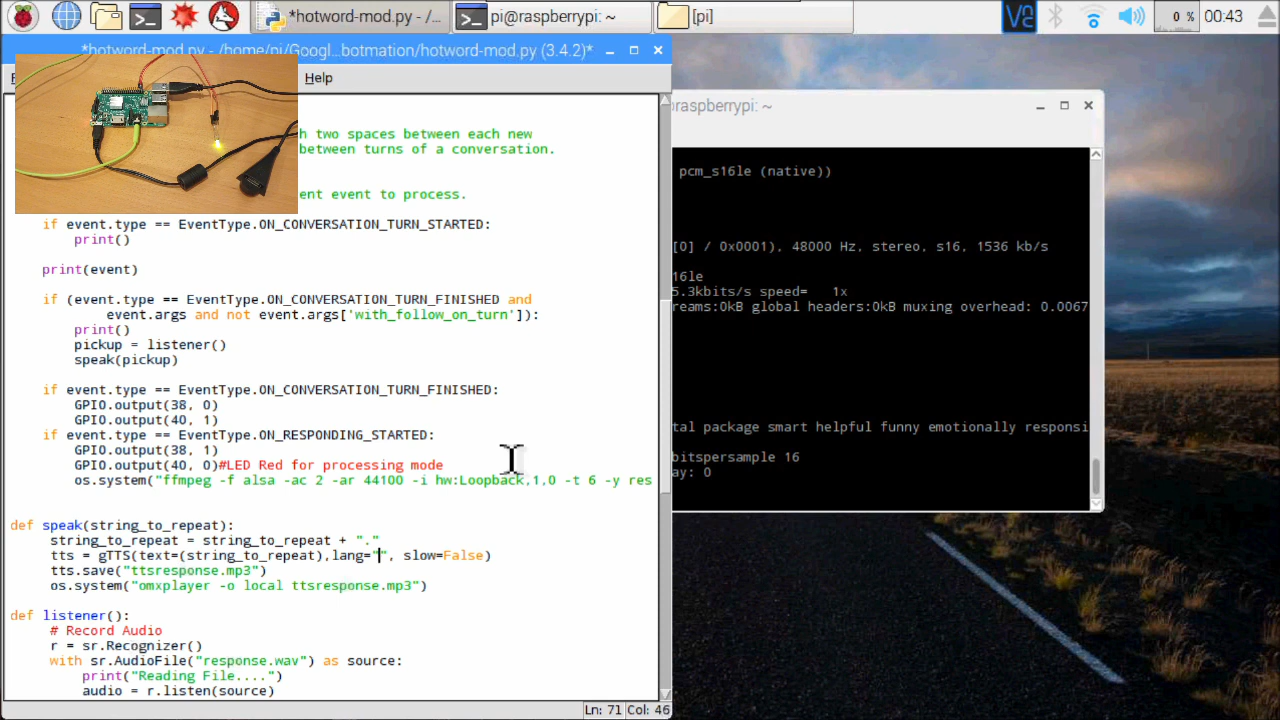 *hotword-mod.py - /...
pi@raspberrypi: ~
[pi]
0 %
00:43
*hotword-mod.py - /home/pi/Googl...botmation/hotword-mod.py (3.4.2)*
Help
h two spaces between each new
between turns of a conversation.
ent event to process.
if event.type == EventType.ON_CONVERSATION_TURN_STARTED:
print()
print(event)
if (event.type == EventType.ON_CONVERSATION_TURN_FINISHED and
event.args and not event.args['with_follow_on_turn']):
print()
pickup = listener()
speak(pickup)
if event.type == EventType.ON_CONVERSATION_TURN_FINISHED:
GPIO.output(38, 0)
GPIO.output(40, 1)
if event.type == EventType.ON_RESPONDING_STARTED:
GPIO.output(38, 1)
GPIO.output(40, 0)#LED Red for processing mode
os.system("ffmpeg -f alsa -ac 2 -ar 44100 -i hw:Loopback,1,0 -t 6 -y res
def speak(string_to_repeat):
string_to_repeat = string_to_repeat + "."
tts = gTTS(text=(string_to_repeat),lang="", slow=False)
tts.save("ttsresponse.mp3")
os.system("omxplayer -o local ttsresponse.mp3")
def listener():
# Record Audio
r = sr.Recognizer()
with sr.AudioFile("response.wav") as source:
print("Reading File....")
audio = r.listen(source)
Ln: 71 Col: 46
raspberrypi: ~
pcm_s16le (native))
[0] / 0x0001), 48000 Hz, stereo, s16, 1536 kb/s
16le
5.3kbits/s speed=   1x
reams:0kB global headers:0kB muxing overhead: 0.0067
tal package smart helpful funny emotionally responsi
bitspersample 16
ay: 0